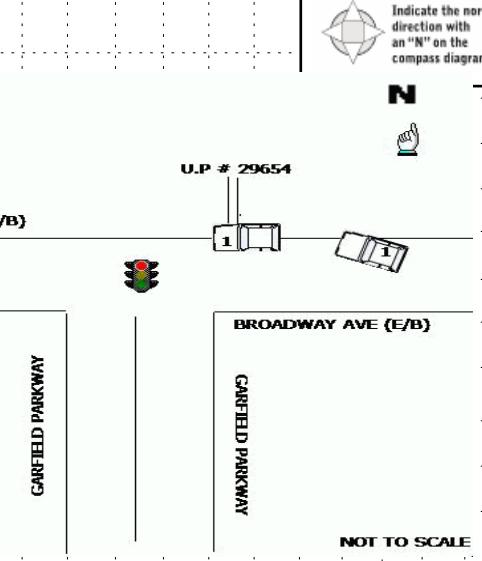 Indicate the nor
direction with
an "N" on the
compass diagram
N
U.P # 29654
/B)
1
1
BROADWAY AVE (E/B)
GARFIELD PARKWAY
GARFIELD PARKWAY
NOT TO SCALE